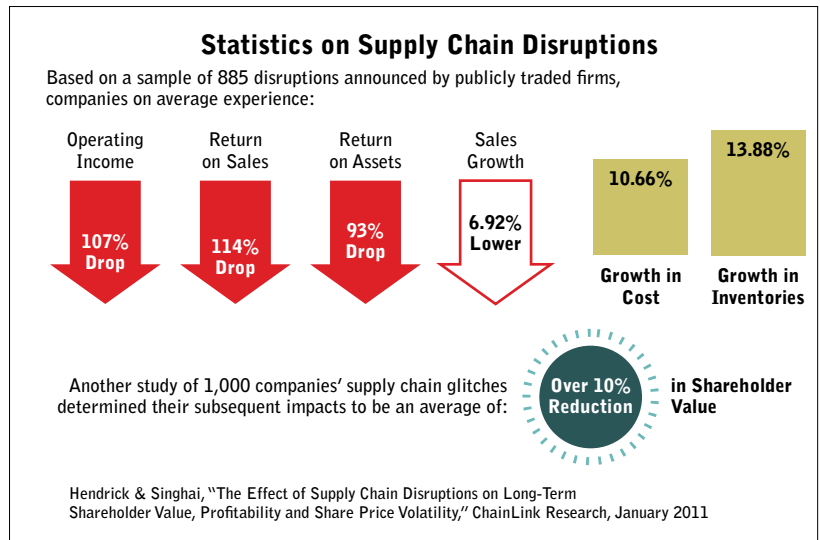 Statistics on Supply Chain Disruptions
Based on a sample of 885 disruptions announced by publicly traded firms,
companies on average experience:
Operating
Income
107%
Drop
Return
on Sales
114%
Drop
Return
on Assets
93%
Drop
Sales
Growth
6.92%
Lower
10.66%
Growth in
Cost
13.88%
Growth in
Inventories
Another study of 1,000 companies’ supply chain glitches
determined their subsequent impacts to be an average of:
Over 10%
Reduction
in Shareholder
Value
Hendrick & Singhai, “The Effect of Supply Chain Disruptions on Long-Term
Shareholder Value, Profitability and Share Price Volatility,” ChainLink Research, January 2011